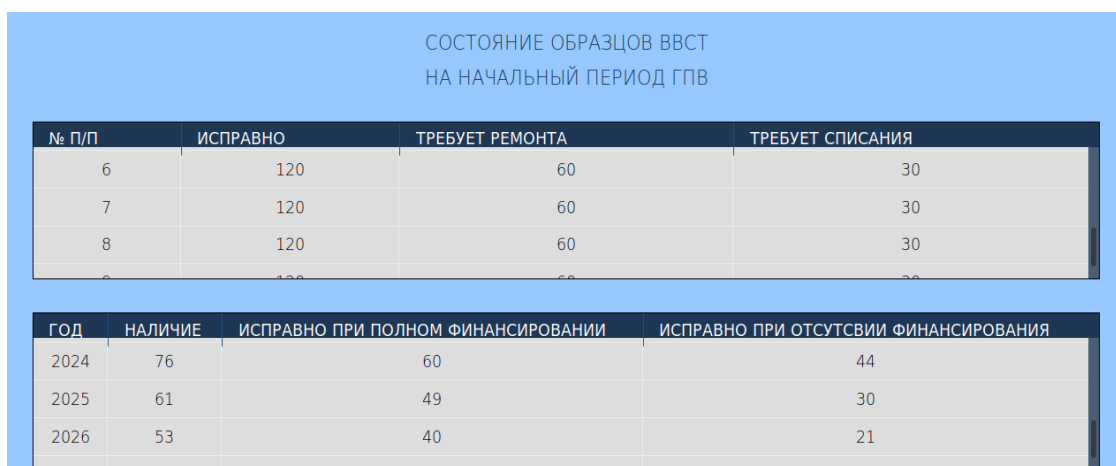 СОСТОЯНИЕ ОБРАЗЦОВ ВВСТ
НА НАЧАЛЬНЫЙ ПЕРИОД ГПВ
№ П/П ИСПРАВНО ТРЕБУЕТ РЕМОНТА ТРЕБУЕТ СПИСАНИЯ
6 120 60 30
7 120 60 30
8 120 60 30
ГОД НАЛИЧИЕ ИСПРАВНО ПРИ ПОЛНОМ ФИНАНСИРОВАНИИ ИСПРАВНО ПРИ ОТСУТСВИИ ФИНАНСИРОВАНИЯ
2024 76 60 44
2025 61 49 30
2026 53 40 21